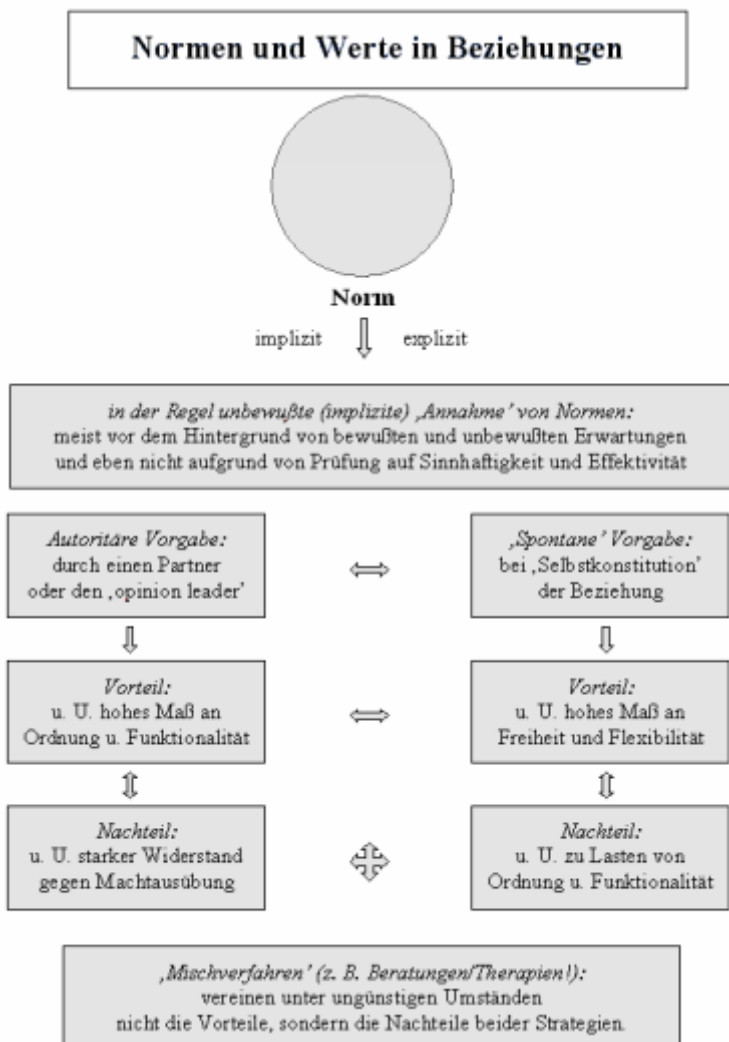 Normen und Werte in Beziehungen
Norm
implizit explizit
in der Regel unbewußte (implizite) ‚Annahme’ von Normen:
meist vor dem Hintergrund von bewußten und unbewußten Erwartungen
und eben nicht aufgrund von Prüfung auf Sinnhaftigkeit und Effektivität
Autoritäre Vorgabe:
durch einen Partner
oder den ‚opinion leader’
‚Spontane’ Vorgabe:
bei ‚Selbstkonstitution’
der Beziehung
Vorteil:
u. U. hohes Maß an
Ordnung u. Funktionalität
Vorteil:
u. U. hohes Maß an
Freiheit und Flexibilität
Nachteil:
u. U. starker Widerstand
gegen Machtausübung
Nachteil:
u. U. zu Lasten von
Ordnung u. Funktionalität
‚Mischverfahren’ (z. B. Beratungen/Therapien!):
vereinen unter ungünstigen Umständen
nicht die Vorteile, sondern die Nachteile beider Strategien.